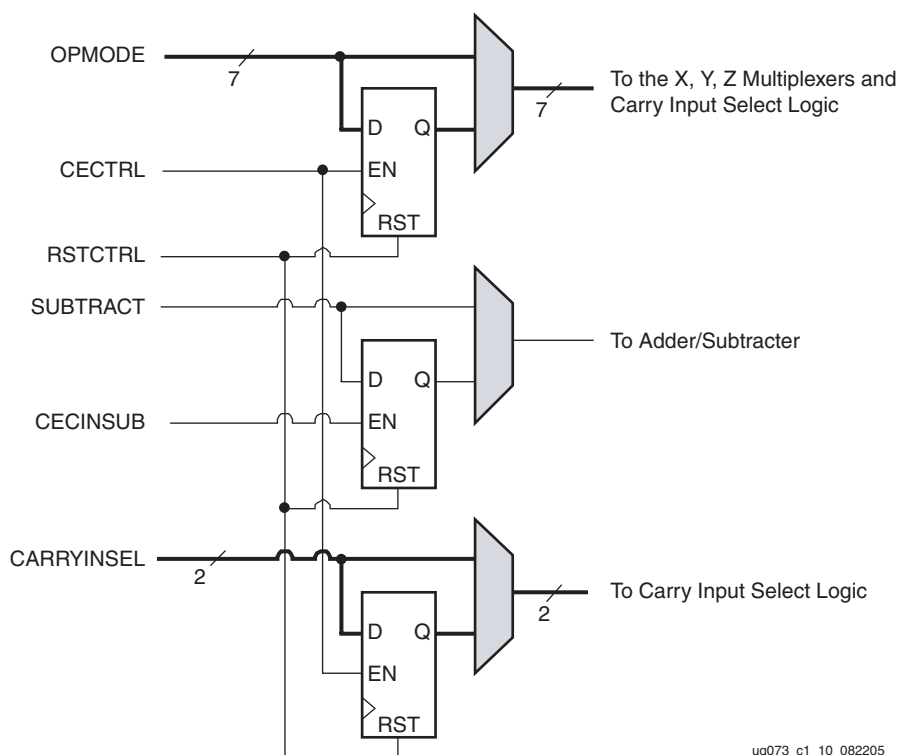 OPMODE
7
D Q
EN
RST
7
To the X, Y, Z Multiplexers and
Carry Input Select Logic
CECTRL
RSTCTRL
SUBTRACT
D Q
EN
RST
To Adder/Subtracter
CECINSUB
CARRYINSEL
2
D Q
EN
RST
2
To Carry Input Select Logic
ug073_c1_10_082205